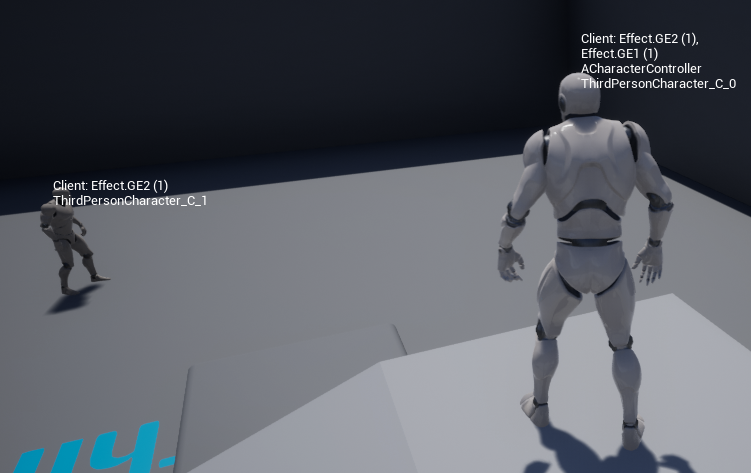 Client: Effect.GE2 (1),
Effect.GE1 (1)
ACharacterController
ThirdPersonCharacter_C_0
Client: Effect.GE2 (1)
ThirdPersonCharacter_C_1